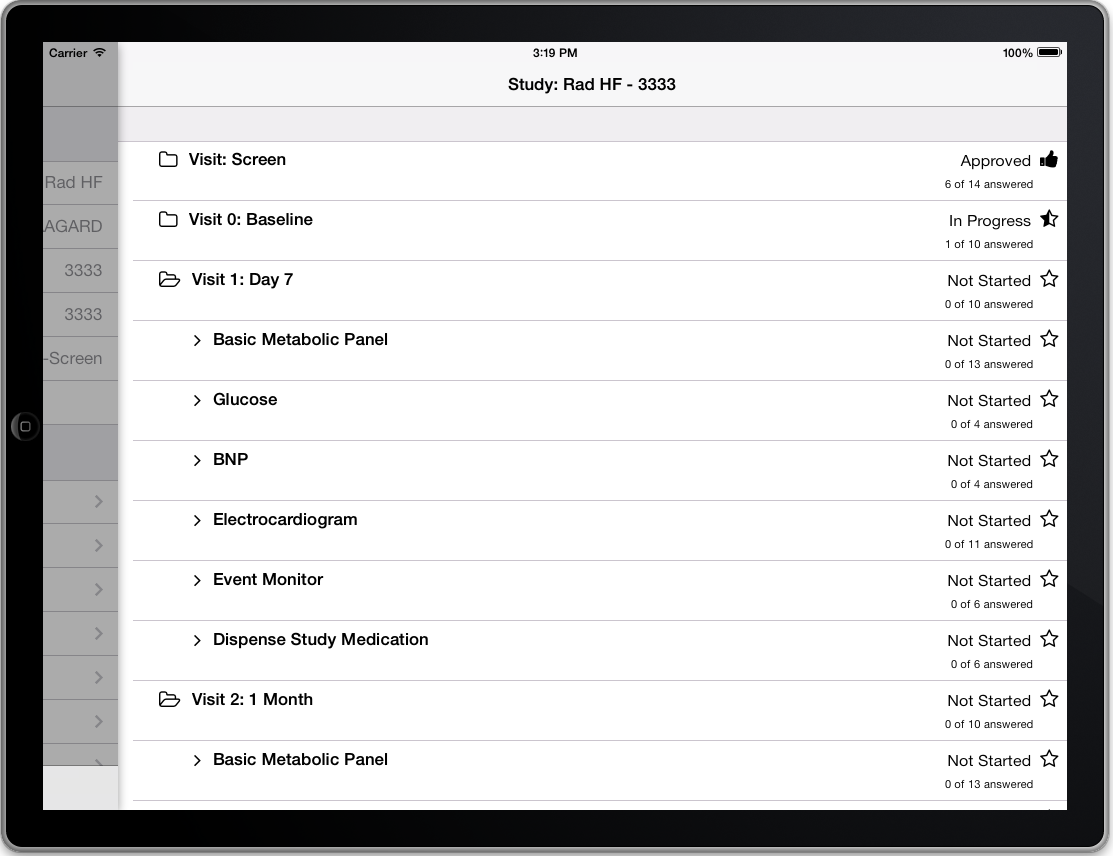 Carrier 3:19 PM 100%
Study: Rad HF - 3333
Rad HF
AGARD
3333
3333
-Screen
Visit: Screen Approved
6 of 14 answered
Visit 0: Baseline In Progress
1 of 10 answered
Visit 1: Day 7 Not Started
0 of 10 answered
Basic Metabolic Panel Not Started
0 of 13 answered
Glucose Not Started
0 of 4 answered
BNP Not Started
0 of 4 answered
Electrocardiogram Not Started
0 of 11 answered
Event Monitor Not Started
0 of 6 answered
Dispense Study Medication Not Started
0 of 6 answered
Visit 2: 1 Month Not Started
0 of 10 answered
Basic Metabolic Panel Not Started
0 of 13 answered